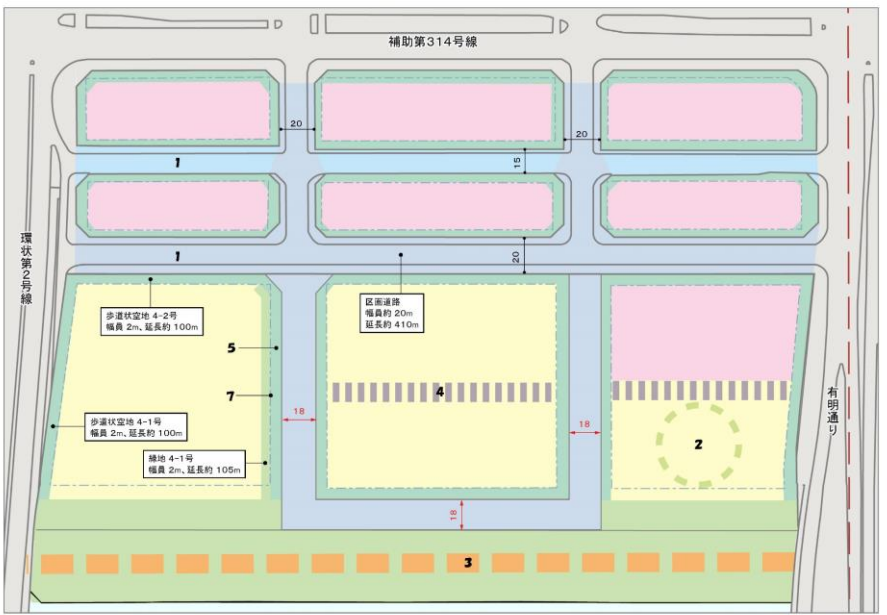 補助第314号線
20
20
1
15
1
20
環状第2号線
区画道路
幅員約 20m
延長約 410m
歩道状空地 4-2号
幅員 2m、延長約 100m
5
7
4
18
18
有明通り
歩道状空地 4-1号
幅員 2m、延長約 100m
2
緑地 4-1号
幅員 2m、延長約 105m
18
3